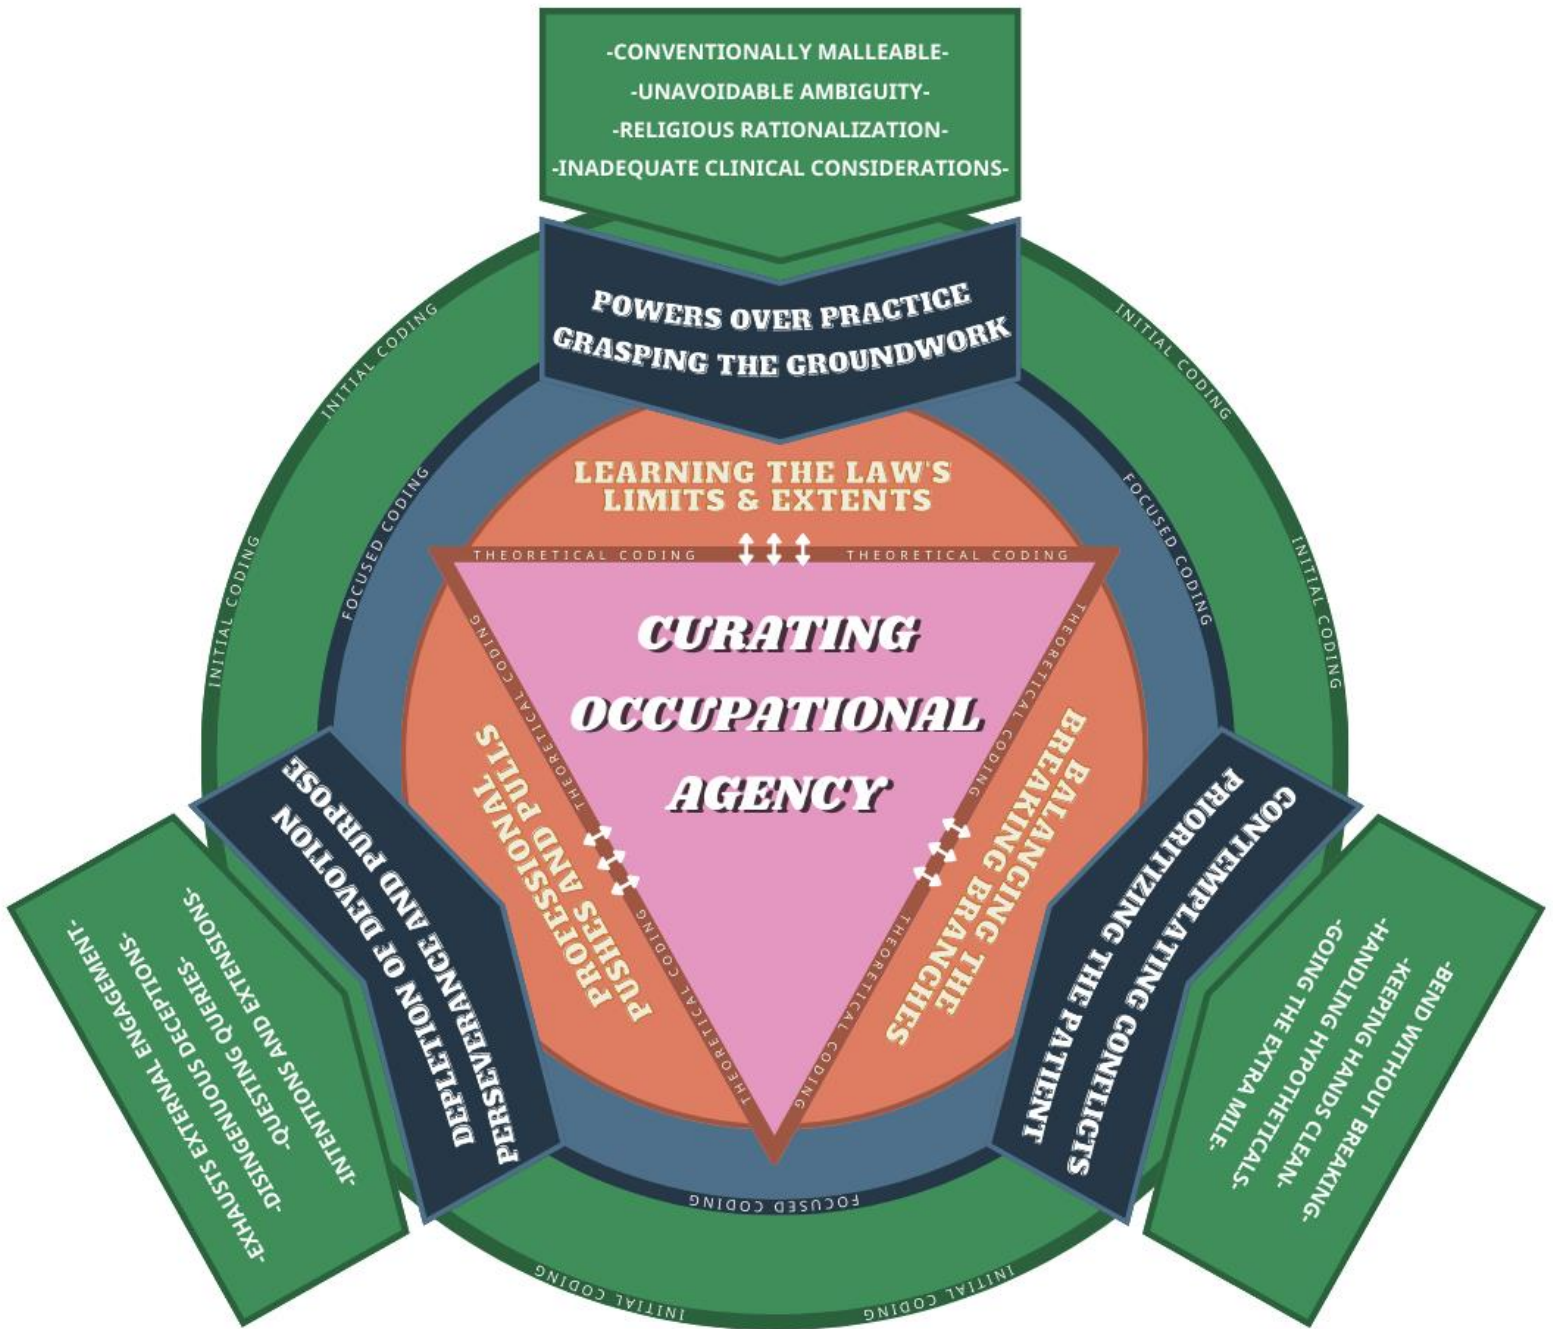 -CONVENTIONALLY MALLEABLE-
-UNAVOIDABLE AMBIGUITY-
-RELIGIOUS RATIONALIZATION-
-INADEQUATE CLINICAL CONSIDERATIONS-
POWERS OVER PRACTICE
GRASPING THE GROUNDWORK
INITIAL CODING
INITIAL CODING
FOCUSED CODING
FOCUSED CODING
INITIAL CODING
INITIAL CODING
LEARNING THE LAW'S
LIMITS & EXTENTS
THEORETICAL CODING
THEORETICAL CODING
CURATING
OCCUPATIONAL
AGENCY
THEORETICAL CODING
THEORETICAL CODING
THEORETICAL CODING
THEORETICAL CODING
PROFESSIONAL
PUSHES AND PULLS
BALANCING THE
BREAKING BRANCHES
PERSEVERANCE AND PURPOSE
DEPLETION OF DEVOTION
CONTEMPLATING CONFLICTS
PRIORITIZING THE PATIENT
-INTENTIONS AND EXTENSIONS-
-QUESTING QUERIES-
-DISINGENUOUS DECEPTIONS-
-EXHAUSTS EXTERNAL ENGAGEMENT-
-BEND WITHOUT BREAKING-
-KEEPING HANDS CLEAN-
-HANDLING HYPOTHETICALS-
-GOING THE EXTRA MILE-
FOCUSED CODING
INITIAL CODING
INITIAL CODING